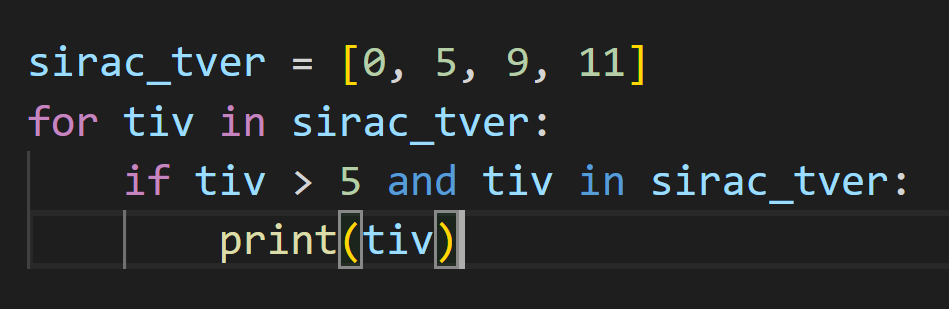 sirac_tver = [0, 5, 9, 11]
for tiv in sirac_tver:
    if tiv > 5 and tiv in sirac_tver:
        print(tiv)